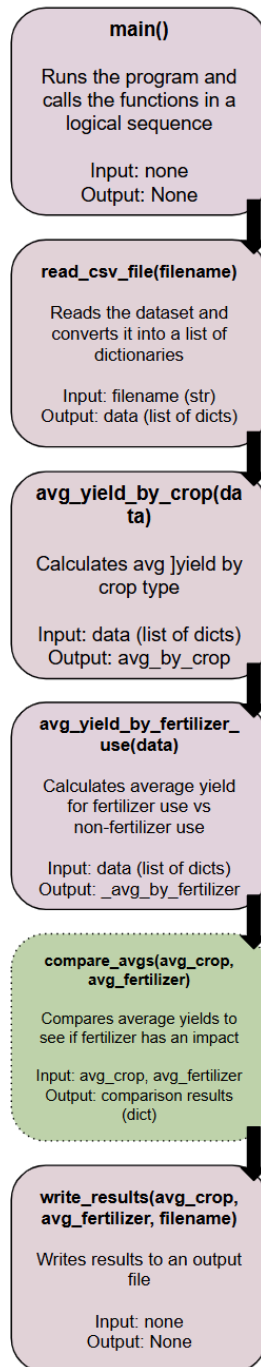 main()
Runs the program and
calls the functions in a
logical sequence
Input: none
Output: None
read_csv_file(filename)
Reads the dataset and
converts it into a list of
dictionaries
Input: filename (str)
Output: data (list of dicts)
avg_yield_by_crop(da
ta)
Calculates avg ]yield by
crop type
Input: data (list of dicts)
Output: avg_by_crop
avg_yield_by_fertilizer_
use(data)
Calculates average yield
for fertilizer use vs
non-fertilizer use
Input: data (list of dicts)
Output: _avg_by_fertilizer
compare_avgs(avg_crop,
avg_fertilizer)
Compares average yields to
see if fertilizer has an impact
Input: avg_crop, avg_fertilizer
Output: comparison results
(dict)
write_results(avg_crop,
avg_fertilizer, filename)
Writes results to an output
file
Input: none
Output: None